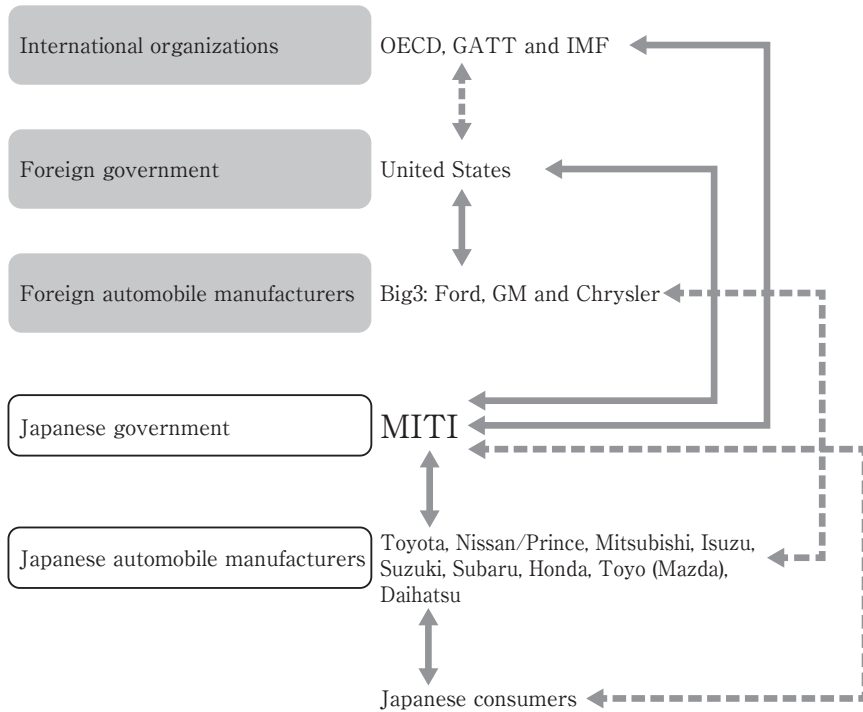 International organizations
OECD, GATT and IMF
Foreign government
United States
Foreign automobile manufacturers
Big3: Ford, GM and Chrysler
Japanese government
MITI
Japanese automobile manufacturers
Toyota, Nissan/Prince, Mitsubishi, Isuzu,
Suzuki, Subaru, Honda, Toyo (Mazda),
Daihatsu
Japanese consumers